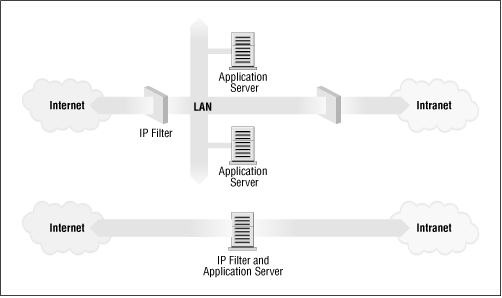 Application
Server
Internet
LAN
Intranet
IP Filter
Application
Server
Internet
Intranet
IP Filter and
Application Server